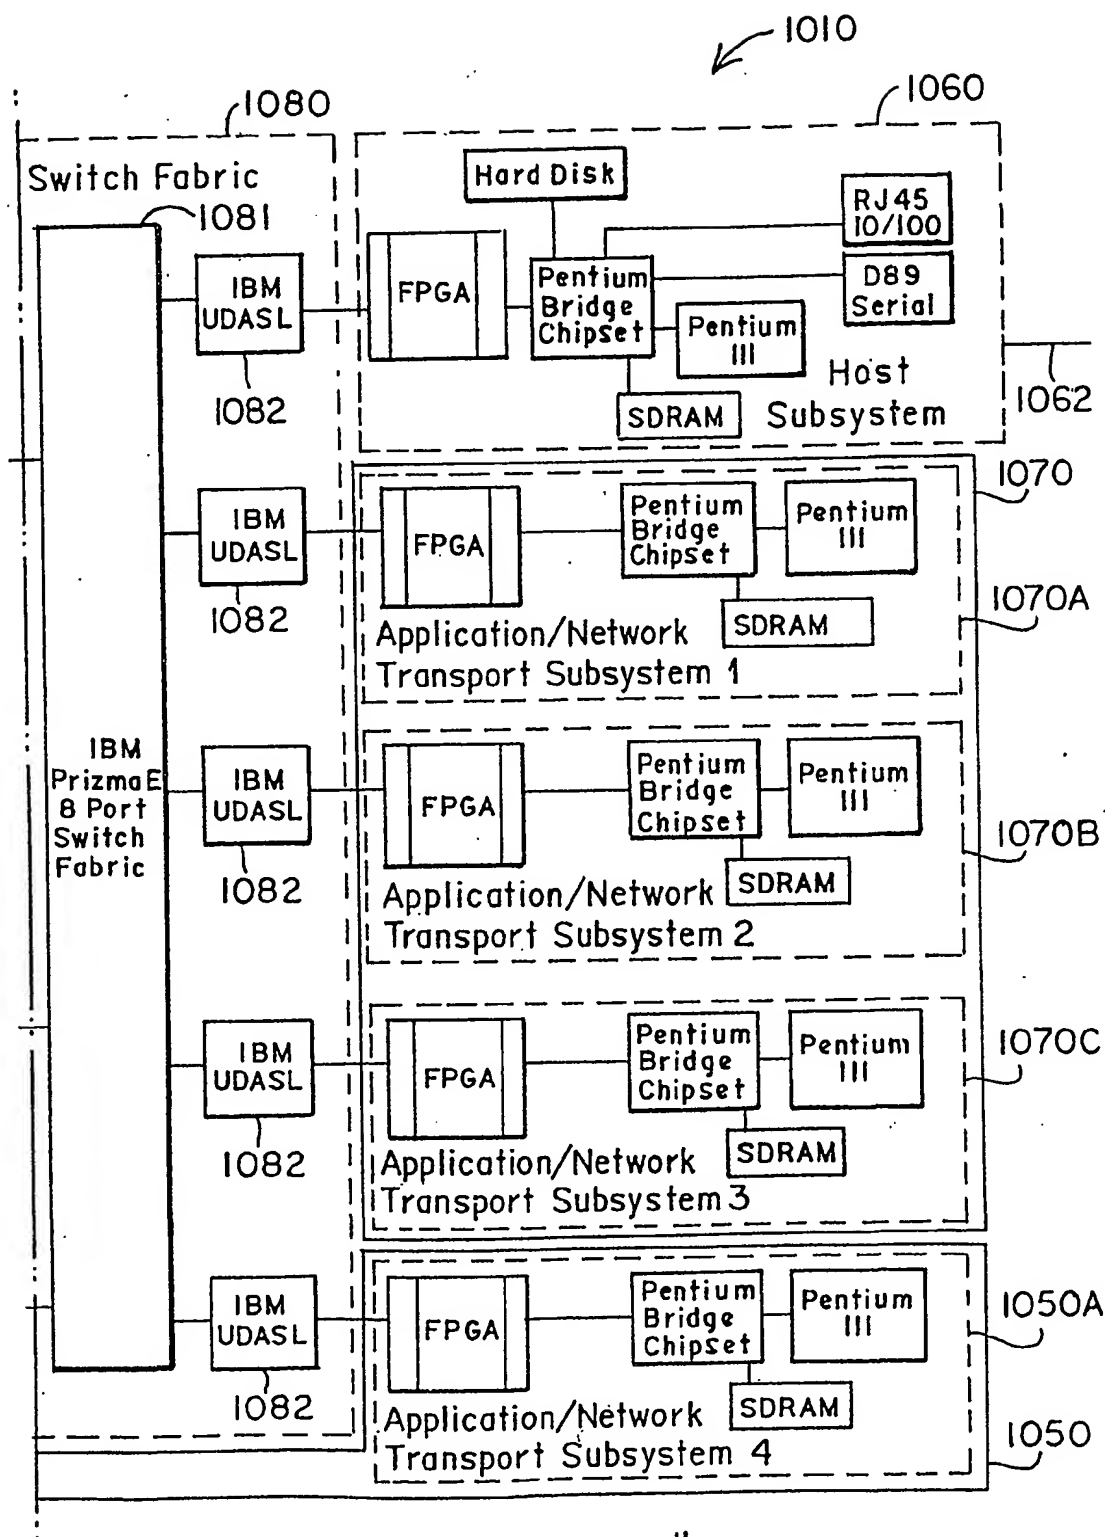 1010
1080
1060
Switch Fabric
1081
Hard Disk
RJ45
10/100
IBM
UDASL
FPGA
Pentium
Bridge
Chipset
D89
Serial
Pentium
III
1082
SDRAM
Host
Subsystem
1062
1070
IBM
UDASL
FPGA
Pentium
Bridge
Chipset
Pentium
III
1082
SDRAM
1070A
Application/Network
Transport Subsystem 1
IBM
PrizmaE
8 Port
Switch
Fabric
IBM
UDASL
FPGA
Pentium
Bridge
Chipset
Pentium
III
1070B
1082
SDRAM
Application/Network
Transport Subsystem 2
IBM
UDASL
FPGA
Pentium
Bridge
Chipset
Pentium
III
1070C
1082
SDRAM
Application/Network
Transport Subsystem 3
IBM
UDASL
FPGA
Pentium
Bridge
Chipset
Pentium
III
1050A
1082
SDRAM
Application/Network
Transport Subsystem 4
1050